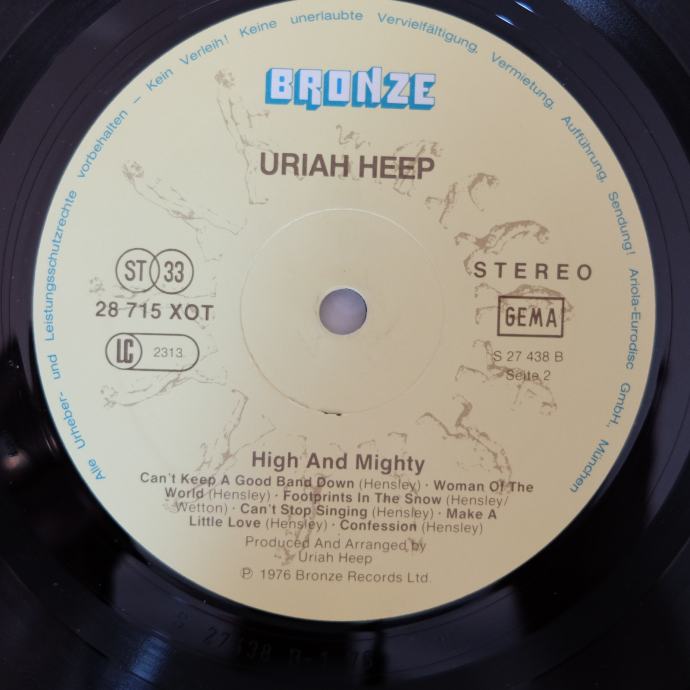 Alle Urheber- und Leistungsschutzrechte vorbehalten – Kein Verleih! Keine unerlaubte Vervielfältigung, Vermietung, Aufführung, Sendung! Ariola-Eurodisc GmbH., München
BRONZE
URIAH HEEP
ST 33
STEREO
28 715 XOT
GEMA
LC 2313
S 27 438 B
Seite 2
High And Mighty
Can't Keep A Good Band Down (Hensley) · Woman Of The
World (Hensley) · Footprints In The Snow (Hensley/
Wetton) · Can't Stop Singing (Hensley) · Make A
Little Love (Hensley) · Confession (Hensley)
Produced And Arranged by
Uriah Heep
℗ 1976 Bronze Records Ltd.